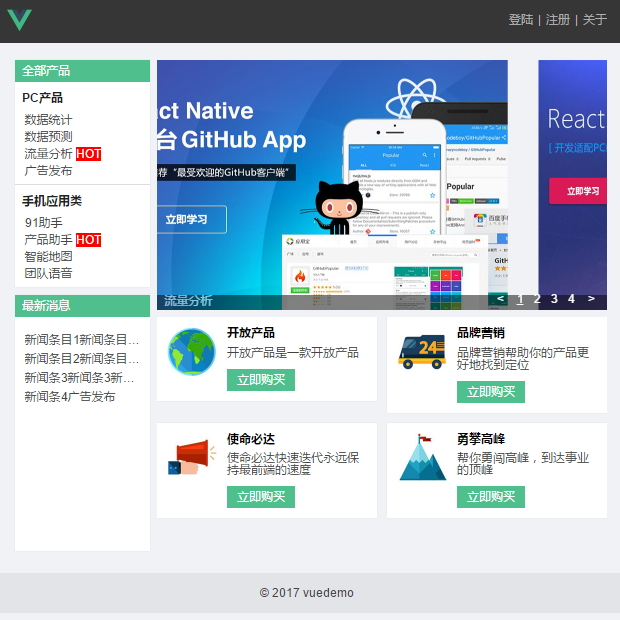 登陆 | 注册 | 关于
全部产品
PC产品
数据统计
数据预测
流量分析 HOT
广告发布
手机应用类
91助手
产品助手 HOT
智能地图
团队语音
最新消息
新闻条目1新闻条目…
新闻条目2新闻条目…
新闻条3新闻条3新…
新闻条4广告发布
act Native
台 GitHub App
荐 “最受欢迎的GitHub客户端”
立即学习
Popular
React
[ 开发适配PC
立即学习
流量分析
< 1 2 3 4 >
开放产品
开放产品是一款开放产品
立即购买
品牌营销
品牌营销帮助你的产品更
好地找到定位
立即购买
使命必达
使命必达快速迭代永远保
持最前端的速度
立即购买
勇攀高峰
帮你勇闯高峰，到达事业
的顶峰
立即购买
24
© 2017 vuedemo